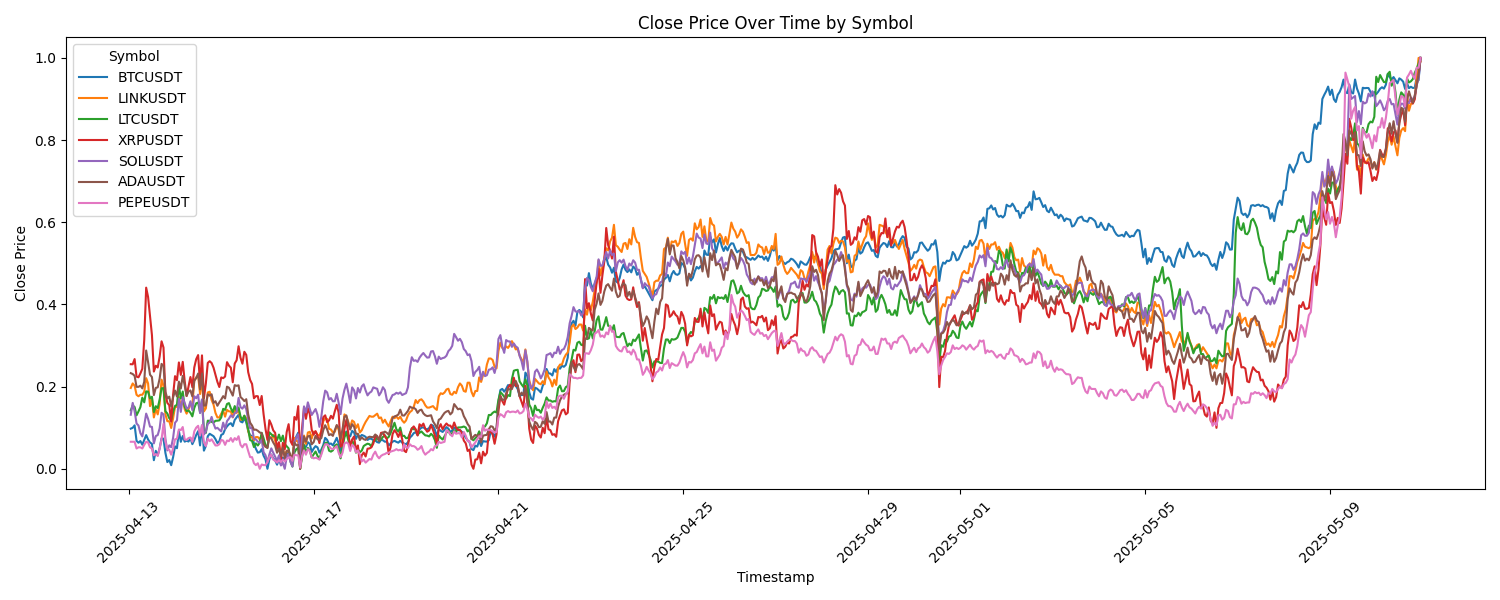 Close Price Over Time by Symbol
Close Price
1.0
0.8
0.6
0.4
0.2
0.0
Symbol
BTCUSDT
LINKUSDT
LTCUSDT
XRPUSDT
SOLUSDT
ADAUSDT
PEPEUSDT
2025-04-13
2025-04-17
2025-04-21
2025-04-25
2025-04-29
2025-05-01
2025-05-05
2025-05-09
Timestamp